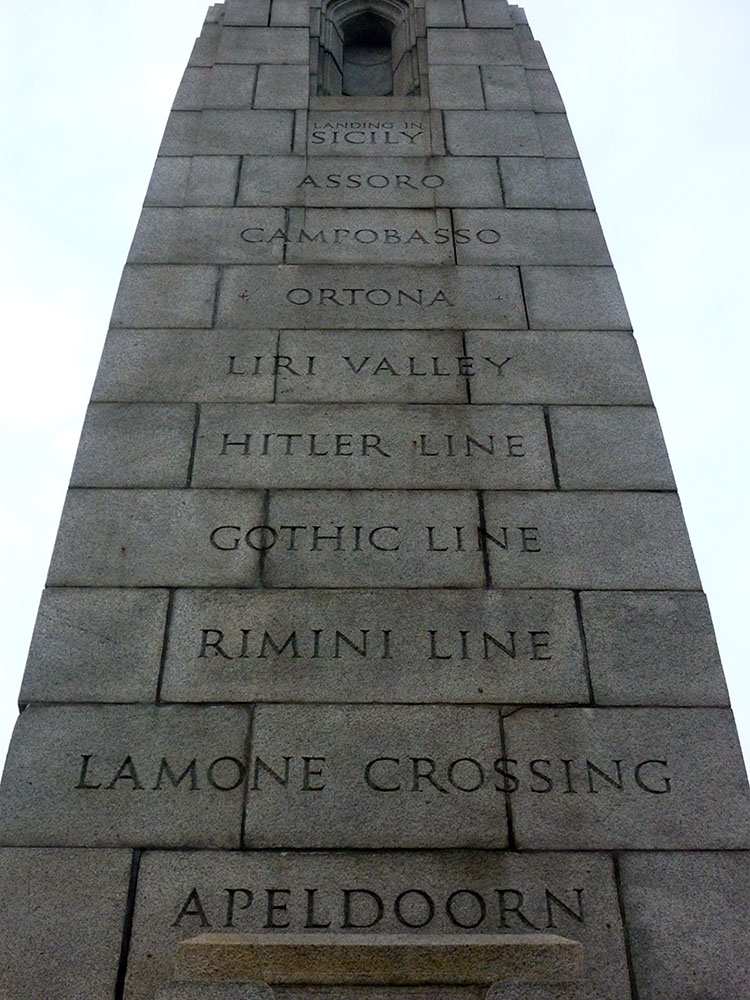 LANDING IN
SICILY
ASSORO
CAMPOBASSO
ORTONA
LIRI VALLEY
HITLER LINE
GOTHIC LINE
RIMINI LINE
LAMONE CROSSING
APELDOORN